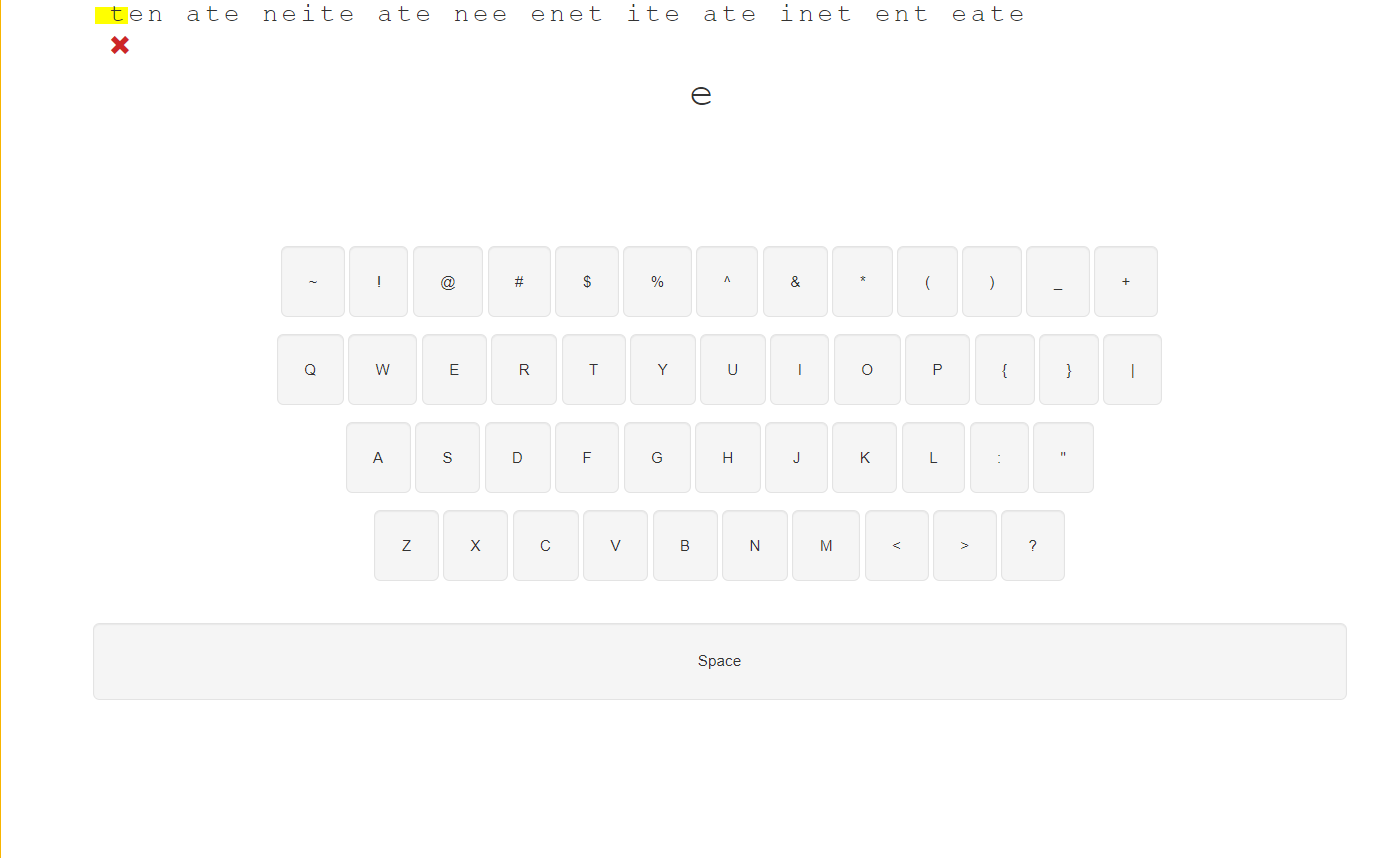 ten ate neite ate nee enet ite ate inet ent eate
e
~ ! @ # $ % ^ & * ( ) _ +
Q W E R T Y U I O P { } |
A S D F G H J K L : "
Z X C V B N M < > ?
Space